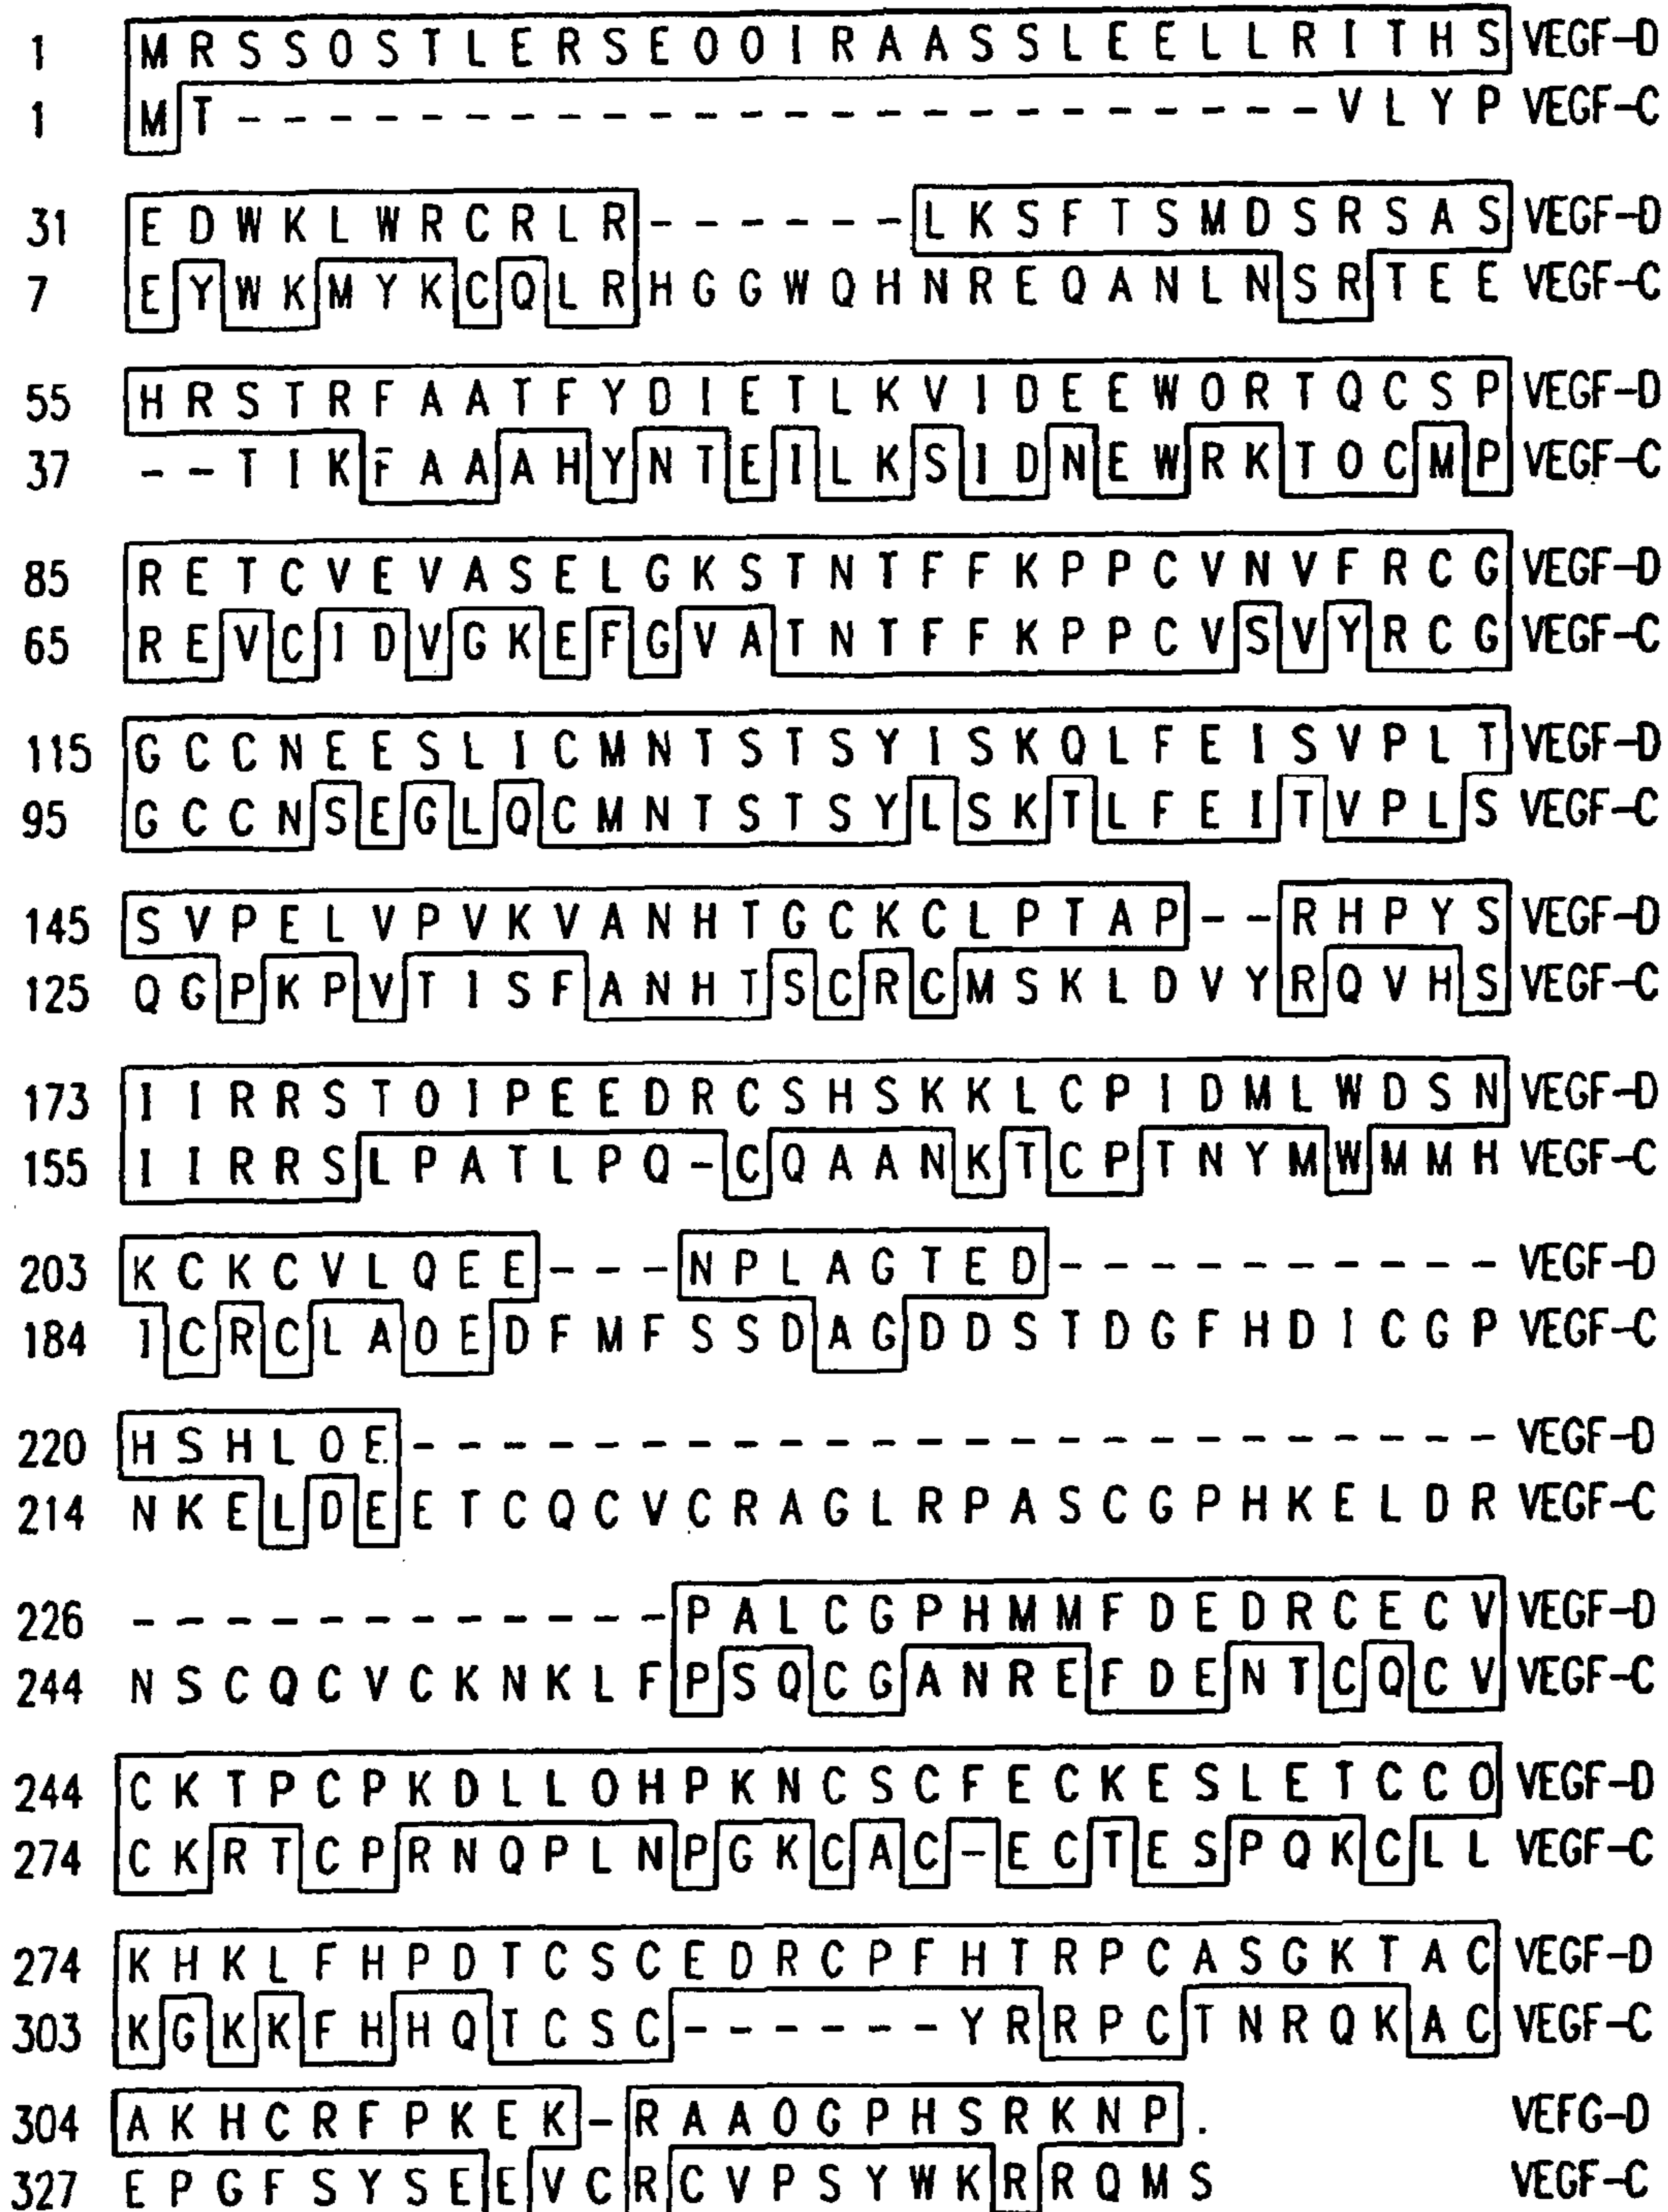 1 M R S S O S T L E R S E O O I R A A S S L E E L L R I T H S VEGF-D
1 M T - - - - - - - - - - - - - - - - - - - - - - - - V L Y P VEGF-C
31 E D W K L W R C R L R - - - - - - L K S F T S M D S R S A S VEGF-D
7 E Y W K M Y K C Q L R H G G W Q H N R E Q A N L N S R T E E VEGF-C
55 H R S T R F A A T F Y D I E T L K V I D E E W O R T Q C S P VEGF-D
37 - - T I K F A A A H Y N T E I L K S I D N E W R K T O C M P VEGF-C
85 R E T C V E V A S E L G K S T N T F F K P P C V N V F R C G VEGF-D
65 R E V C I D V G K E F G V A T N T F F K P P C V S V Y R C G VEGF-C
115 G C C N E E S L I C M N T S T S Y I S K Q L F E I S V P L T VEGF-D
95 G C C N S E G L Q C M N T S T S Y L S K T L F E I T V P L S VEGF-C
145 S V P E L V P V K V A N H T G C K C L P T A P - - R H P Y S VEGF-D
125 Q G P K P V T I S F A N H T S C R C M S K L D V Y R Q V H S VEGF-C
173 I I R R S T O I P E E D R C S H S K K L C P I D M L W D S N VEGF-D
155 I I R R S L P A T L P Q - C Q A A N K T C P T N Y M W M M H VEGF-C
203 K C K C V L Q E E - - - N P L A G T E D - - - - - - - - - - VEGF-D
184 I C R C L A O E D F M F S S D A G D D S T D G F H D I C G P VEGF-C
220 H S H L O E - - - - - - - - - - - - - - - - - - - - - - - - VEGF-D
214 N K E L D E E T C Q C V C R A G L R P A S C G P H K E L D R VEGF-C
226 - - - - - - - - - - - - P A L C G P H M M F D E D R C E C V VEGF-D
244 N S C Q C V C K N K L F P S Q C G A N R E F D E N T C Q C V VEGF-C
244 C K T P C P K D L L O H P K N C S C F E C K E S L E T C C O VEGF-D
274 C K R T C P R N Q P L N P G K C A C - E C T E S P Q K C L L VEGF-C
274 K H K L F H P D T C S C E D R C P F H T R P C A S G K T A C VEGF-D
303 K G K K F H H Q T C S C - - - - - - Y R R P C T N R Q K A C VEGF-C
304 A K H C R F P K E K - R A A O G P H S R K N P . VEFG-D
327 E P G F S Y S E E V C R C V P S Y W K R R Q M S VEGF-C